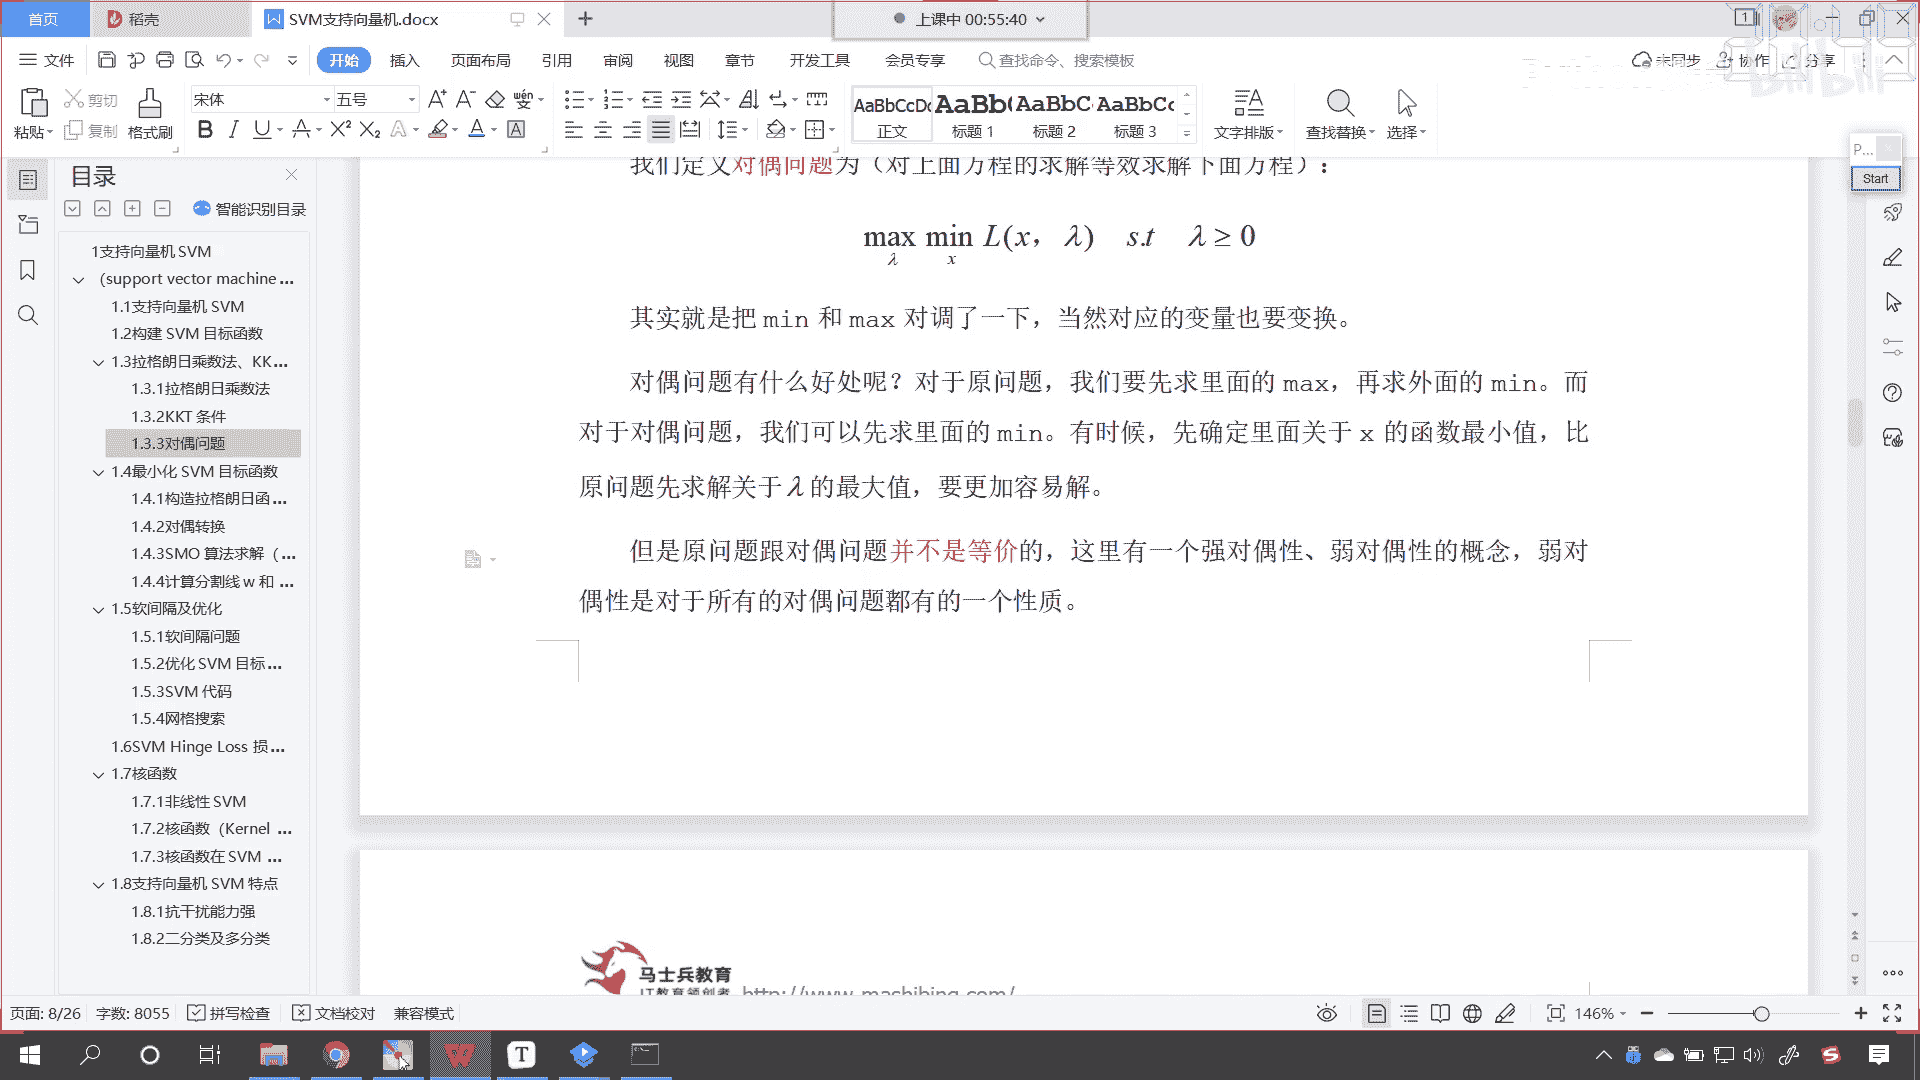 首页
稻壳
SVM支持向量机.docx
上课中 00:55:40
文件
开始
插入
页面布局
引用
审阅
视图
章节
开发工具
会员专享
查找命令、搜索模板
未同步
协作
分享
粘贴
剪切
复制
格式刷
宋体
五号
AaBbCcDd
正文
AaBb(
标题 1
AaBbC
标题 2
AaBbCc
标题 3
文字排版
查找替换
选择
P...
Start
目录
智能识别目录
1支持向量机 SVM
(support vector machine ...
1.1支持向量机 SVM
1.2构建 SVM 目标函数
1.3拉格朗日乘数法、KK...
1.3.1拉格朗日乘数法
1.3.2KKT 条件
1.3.3对偶问题
1.4最小化 SVM 目标函数
1.4.1构造拉格朗日函...
1.4.2对偶转换
1.4.3SMO 算法求解（...
1.4.4计算分割线 w 和 ...
1.5软间隔及优化
1.5.1软间隔问题
1.5.2优化 SVM 目标...
1.5.3SVM 代码
1.5.4网格搜索
1.6SVM Hinge Loss 损...
1.7核函数
1.7.1非线性 SVM
1.7.2核函数（Kernel ...
1.7.3核函数在 SVM ...
1.8支持向量机 SVM 特点
1.8.1抗干扰能力强
1.8.2二分类及多分类
我们定义对偶问题为（对上面方程的求解等效求解下面方程）：
max min L(x，λ) s.t λ ≥ 0
λ x
其实就是把 min 和 max 对调了一下，当然对应的变量也要变换。
对偶问题有什么好处呢？对于原问题，我们要先求里面的 max，再求外面的 min。而
对于对偶问题，我们可以先求里面的 min。有时候，先确定里面关于 x 的函数最小值，比
原问题先求解关于 λ 的最大值，要更加容易解。
但是原问题跟对偶问题并不是等价的，这里有一个强对偶性、弱对偶性的概念，弱对
偶性是对于所有的对偶问题都有的一个性质。
马士兵教育
IT教育领创者 http://www.mashibing.com/
页面: 8/26
字数: 8055
拼写检查
文档校对
兼容模式
146%